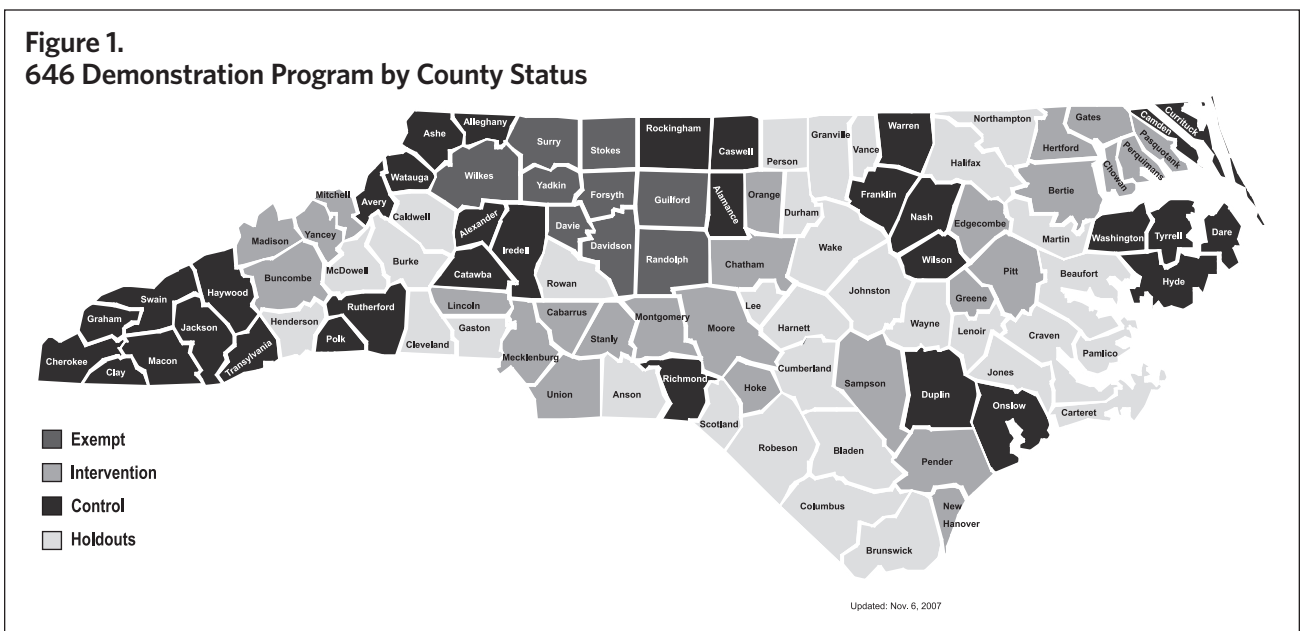 Figure 1.
646 Demonstration Program by County Status
Ashe
Alleghany
Surry
Stokes
Rockingham
Caswell
Person
Granville
Vance
Warren
Northampton
Gates
Camden
Currituck
Halifax
Hertford
Pasquotank
Perquimans
Chowan
Watauga
Wilkes
Yadkin
Forsyth
Guilford
Alamance
Orange
Durham
Franklin
Nash
Edgecombe
Bertie
Mitchell
Avery
Caldwell
Alexander
Iredell
Davie
Davidson
Randolph
Chatham
Wake
Wilson
Martin
Washington
Tyrrell
Dare
Madison
Yancey
McDowell
Burke
Catawba
Rowan
Buncombe
Johnston
Greene
Pitt
Beaufort
Hyde
Swain
Haywood
Rutherford
Lincoln
Cabarrus
Montgomery
Moore
Lee
Harnett
Wayne
Lenoir
Craven
Pamlico
Graham
Jackson
Henderson
Polk
Cleveland
Gaston
Stanly
Mecklenburg
Cherokee
Clay
Macon
Transylvania
Union
Anson
Richmond
Hoke
Cumberland
Sampson
Duplin
Jones
Onslow
Carteret
Scotland
Robeson
Bladen
Pender
Columbus
New
Hanover
Brunswick
Exempt
Intervention
Control
Holdouts
Updated: Nov. 6, 2007